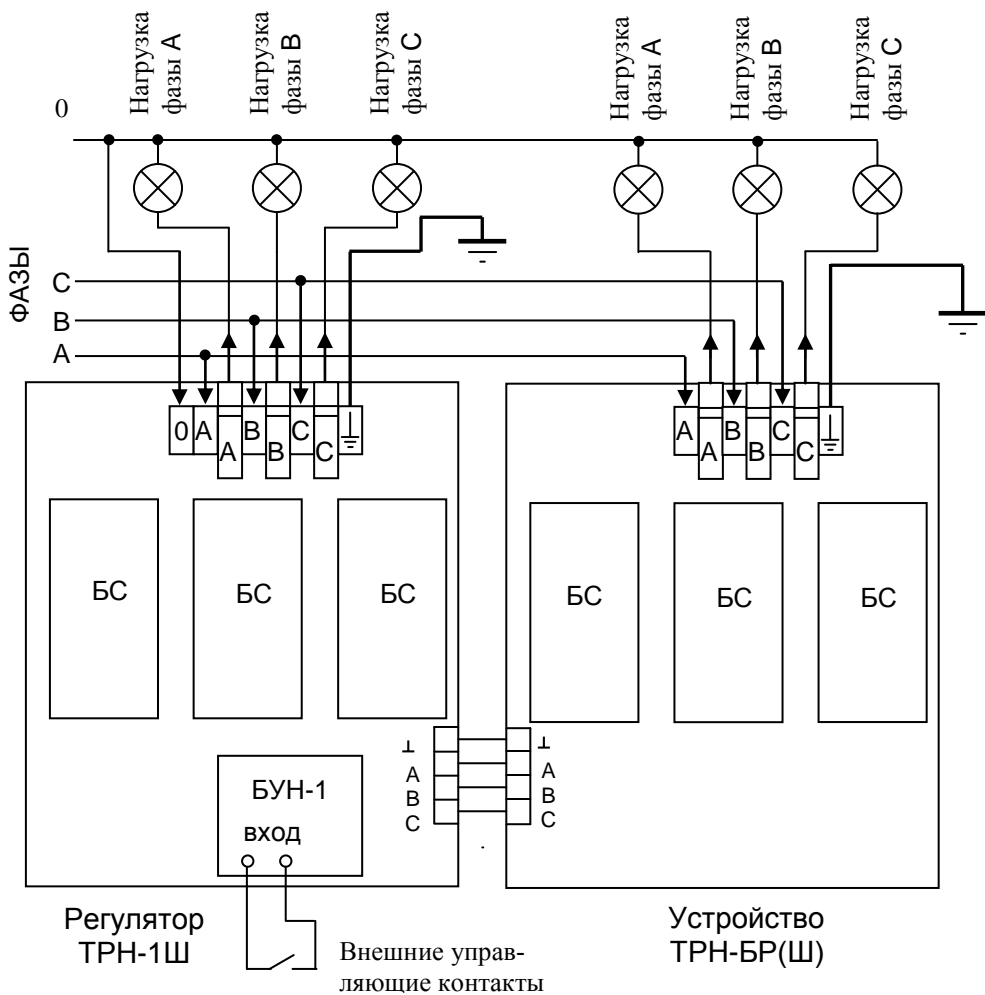 Нагрузка
фазы А
Нагрузка
фазы В
Нагрузка
фазы С
Нагрузка
фазы А
Нагрузка
фазы В
Нагрузка
фазы С
0
ФАЗЫ
С
В
А
0 А А В В С С
А А В В С С
БС БС БС
БС БС БС
⊥ ⊥
А А
В В
С С
БУН-1
вход
Регулятор
ТРН-1Ш
Устройство
ТРН-БР(Ш)
Внешние управ-
ляющие контакты